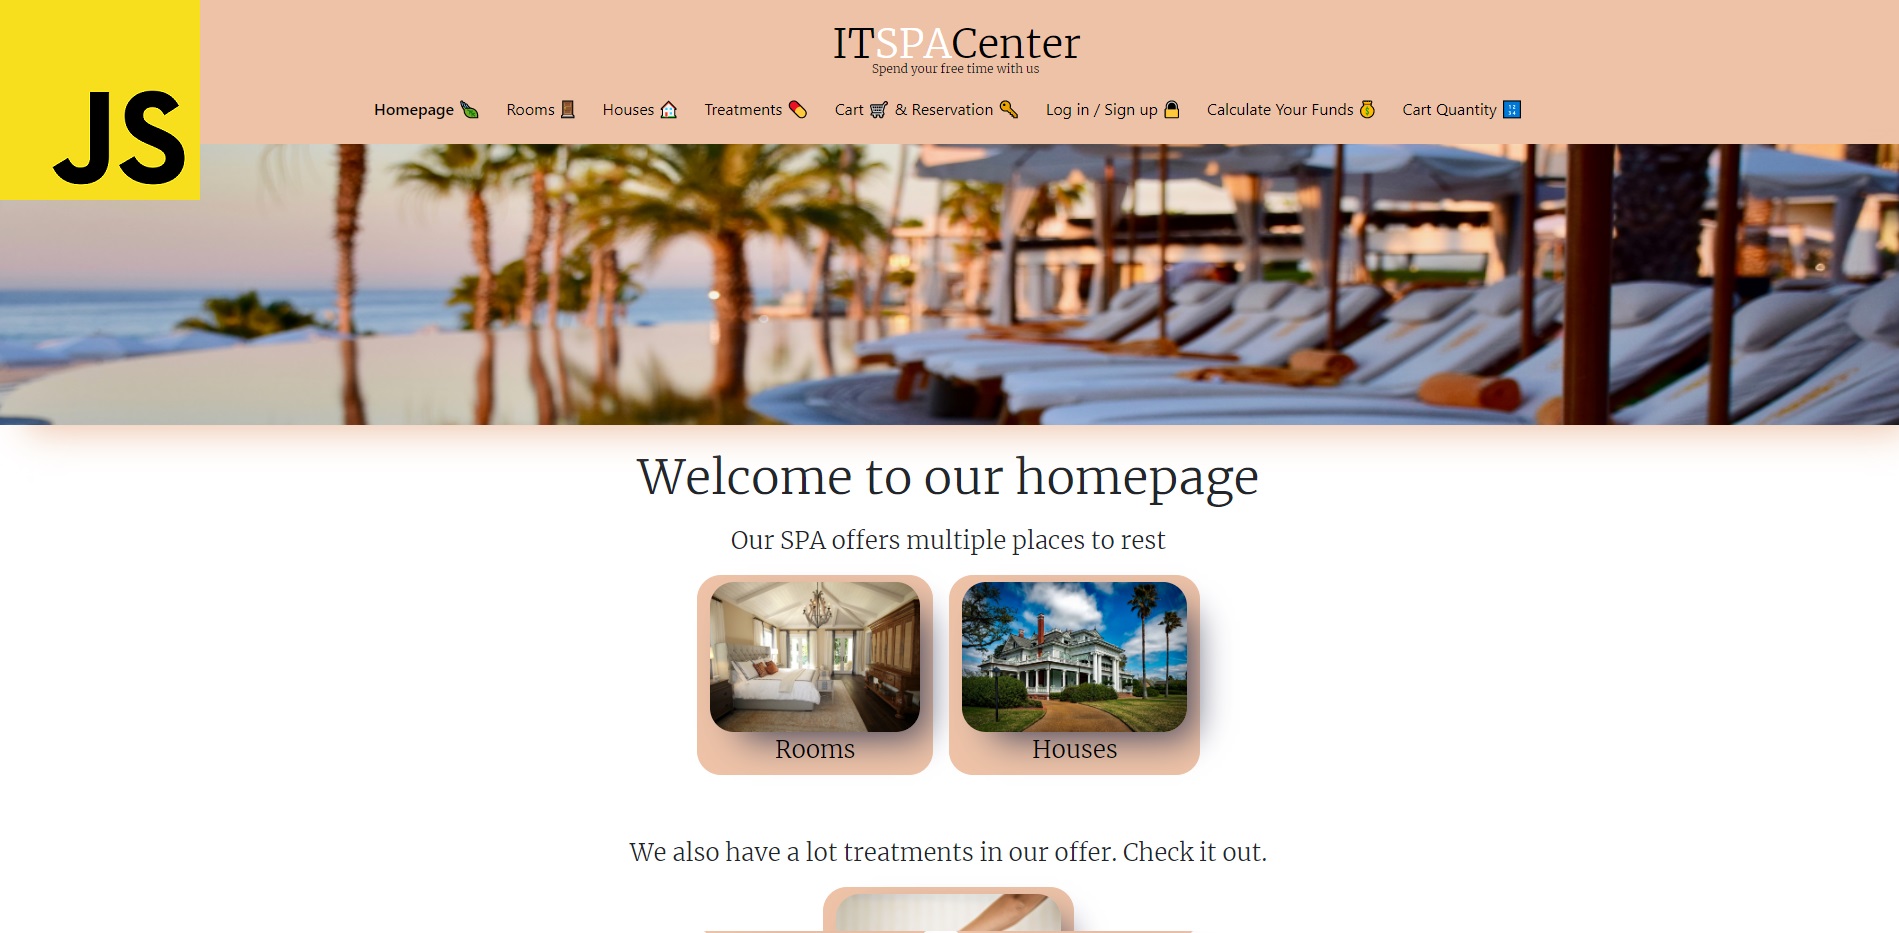 JS
ITSPACenter
Spend your free time with us
Homepage Rooms Houses Treatments Cart & Reservation Log in / Sign up Calculate Your Funds Cart Quantity
Welcome to our homepage
Our SPA offers multiple places to rest
Rooms Houses
We also have a lot treatments in our offer. Check it out.